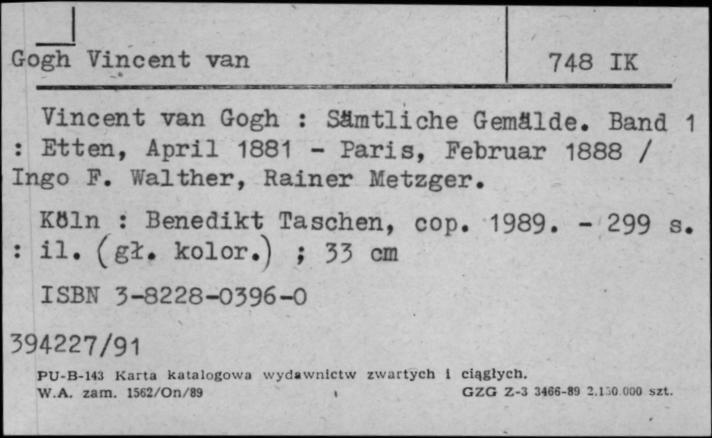 Gogh Vincent van 748 IK
Vincent van Gogh : Sämtliche Gemälde. Band 1
: Etten, April 1881 - Paris, Februar 1888 /
Ingo F. Walther, Rainer Metzger.
Köln : Benedikt Taschen, cop. 1989. - 299 s.
: il. (gł. kolor.) ; 33 cm
ISBN 3-8228-0396-0
394227/91
PU-B-143 Karta katalogowa wydawnictw zwartych i ciągłych.
W.A. zam. 1562/On/89 GZG Z-3 3466-89 2.130.000 szt.